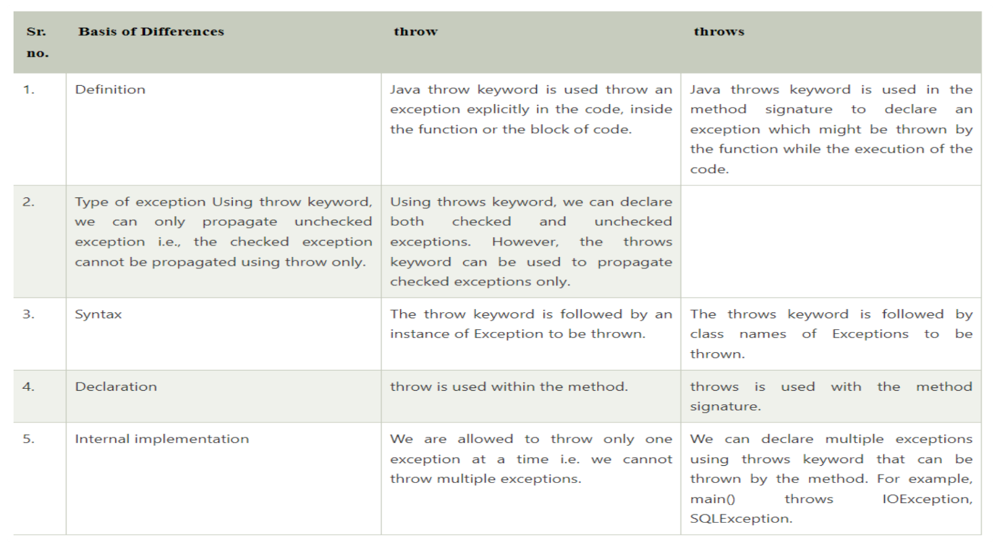 Sr. no.
Basis of Differences
throw
throws
1.
Definition
Java throw keyword is used throw an
exception explicitly in the code, inside
the function or the block of code.
Java throws keyword is used in the
method signature to declare an
exception which might be thrown by
the function while the execution of the
code.
2.
Type of exception Using throw keyword,
we can only propagate unchecked
exception i.e., the checked exception
cannot be propagated using throw only.
Using throws keyword, we can declare
both checked and unchecked
exceptions. However, the throws
keyword can be used to propagate
checked exceptions only.
3.
Syntax
The throw keyword is followed by an
instance of Exception to be thrown.
The throws keyword is followed by
class names of Exceptions to be
thrown.
4.
Declaration
throw is used within the method.
throws is used with the method
signature.
5.
Internal implementation
We are allowed to throw only one
exception at a time i.e. we cannot
throw multiple exceptions.
We can declare multiple exceptions
using throws keyword that can be
thrown by the method. For example,
main() throws IOException,
SQLException.